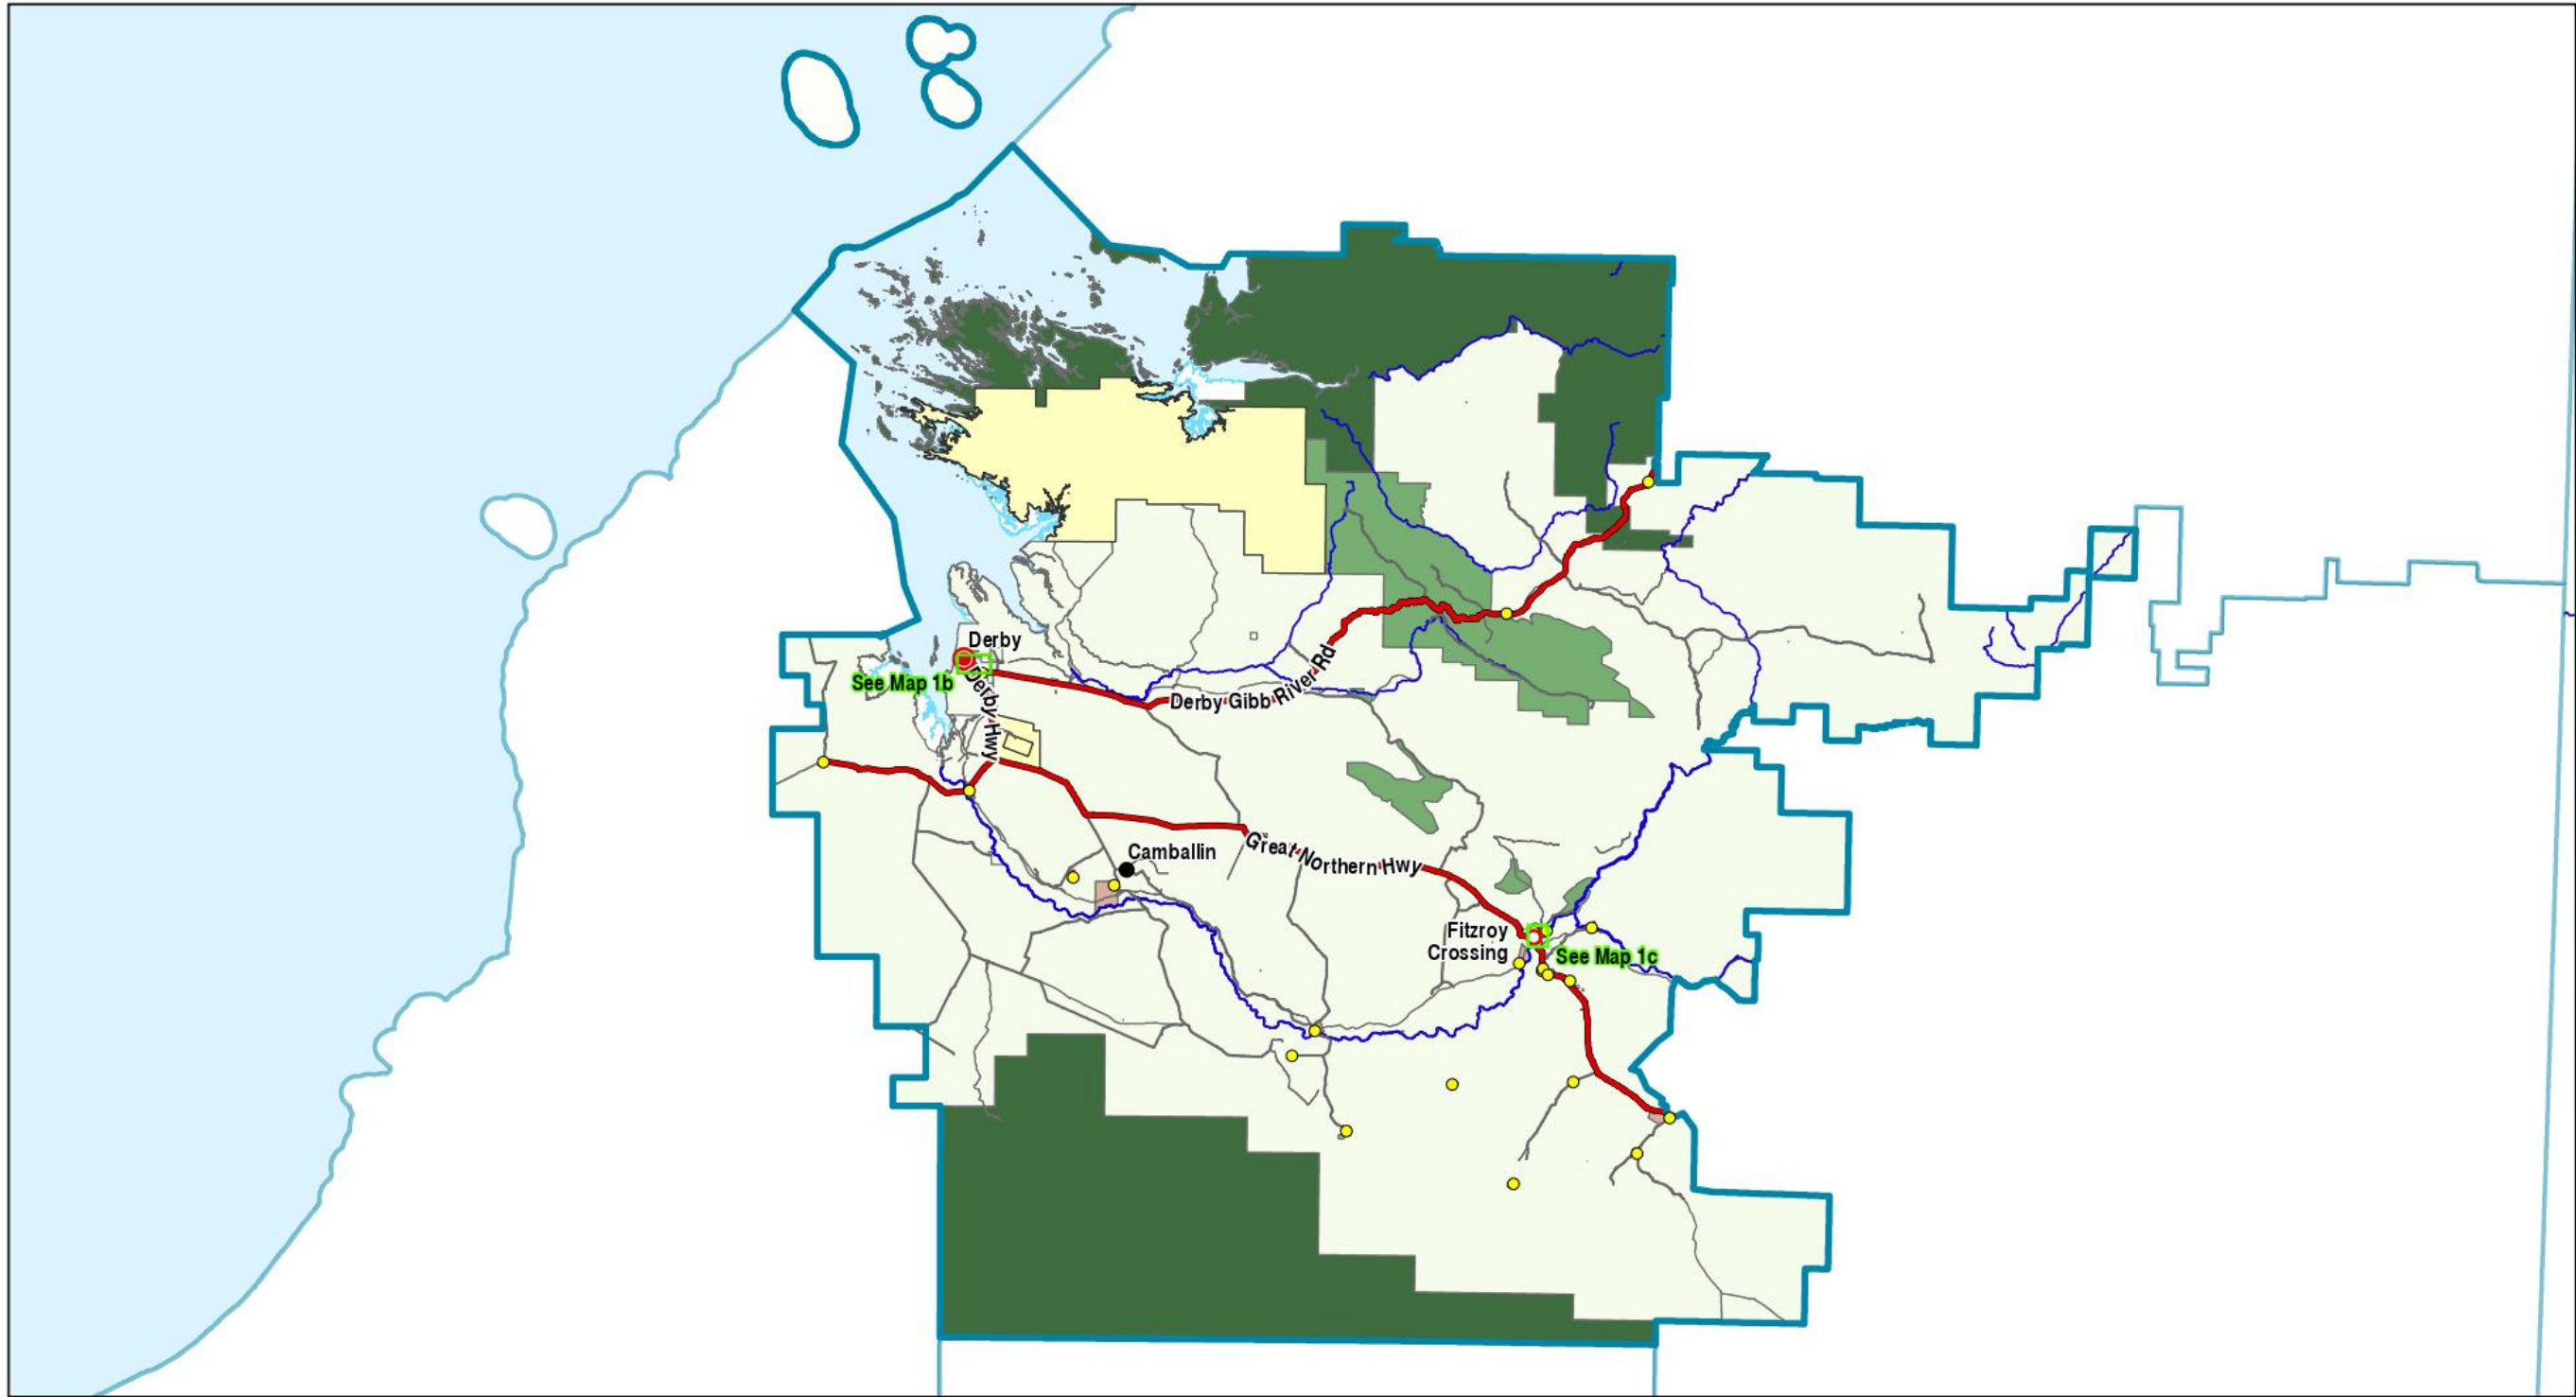 Derby
See Map 1b
Derby Hwy
Derby Gibb River Rd
Great Northern Hwy
Camballin
Fitzroy
Crossing
See Map 1c